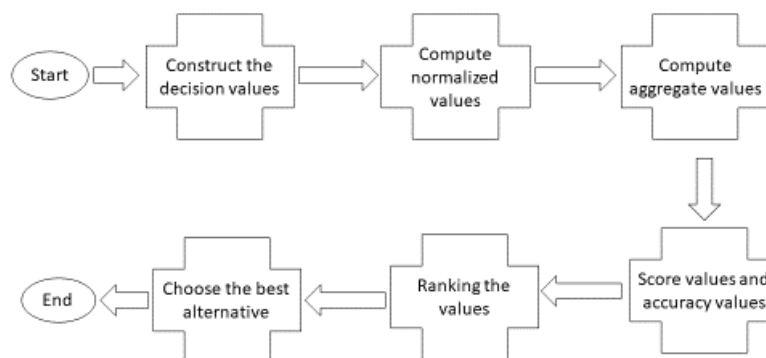 Start
Construct the
decision values
Compute
normalized
values
Compute
aggregate values
Score values and
accuracy values
Ranking the
values
Choose the best
alternative
End